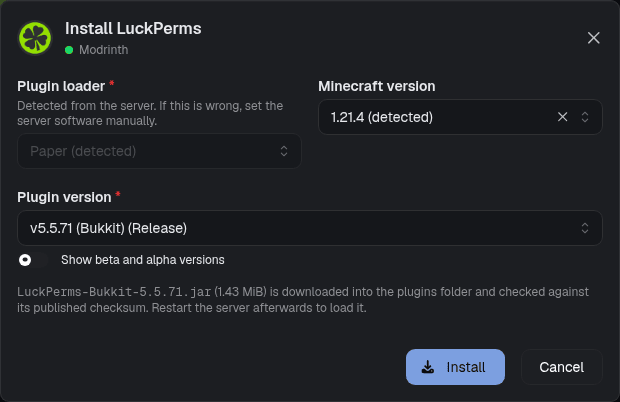 Install LuckPerms
Modrinth
Plugin loader *
Detected from the server. If this is wrong, set the
server software manually.
Paper (detected)
Minecraft version
1.21.4 (detected)
Plugin version *
v5.5.71 (Bukkit) (Release)
Show beta and alpha versions
LuckPerms-Bukkit-5.5.71.jar (1.43 MiB) is downloaded into the plugins folder and checked against
its published checksum. Restart the server afterwards to load it.
Install
Cancel